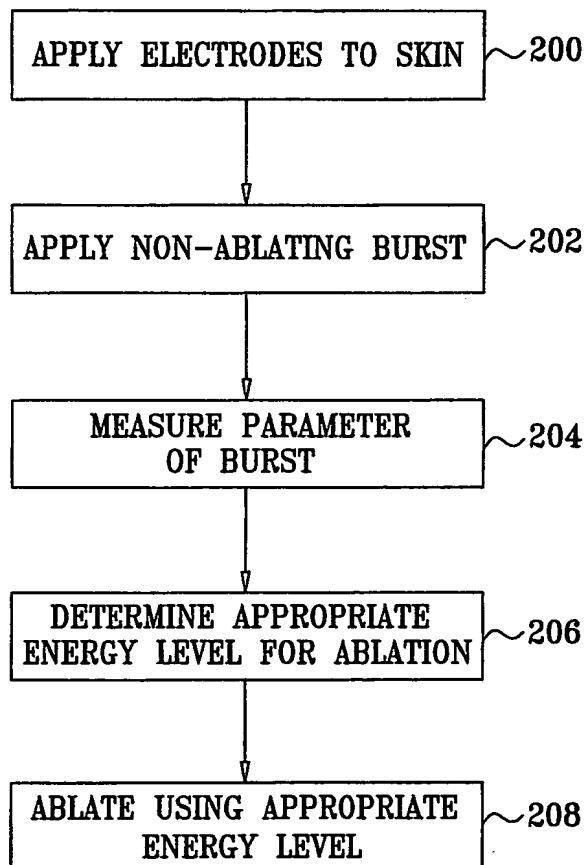 APPLY ELECTRODES TO SKIN 200
APPLY NON-ABLATING BURST 202
MEASURE PARAMETER
OF BURST 204
DETERMINE APPROPRIATE
ENERGY LEVEL FOR ABLATION 206
ABLATE USING APPROPRIATE
ENERGY LEVEL 208